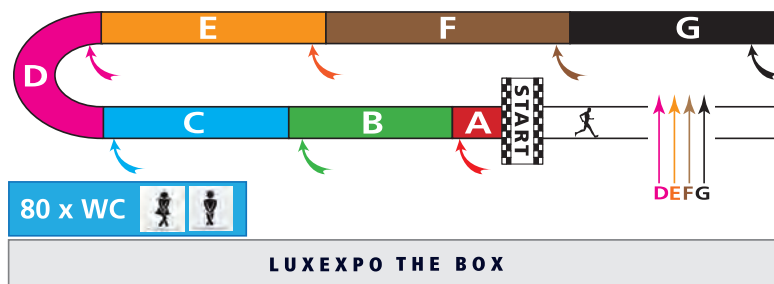 E F G
D
C B A START
DEFG
80 x WC
LUXEXPO THE BOX